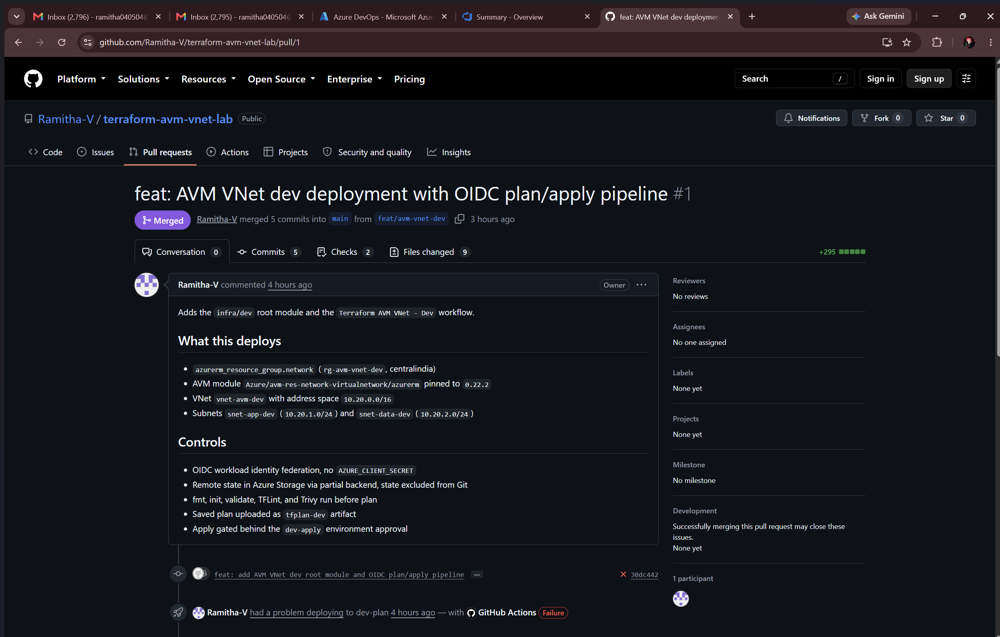 Inbox (2,796) - ramitha040504@
Inbox (2,795) - ramitha040504@
Azure DevOps - Microsoft Azur
Summary - Overview
feat: AVM VNet dev deploymen
Ask Gemini
github.com/Ramitha-V/terraform-avm-vnet-lab/pull/1
Platform
Solutions
Resources
Open Source
Enterprise
Pricing
Search /
Sign in
Sign up
Ramitha-V / terraform-avm-vnet-lab Public
Notifications
Fork 0
Star 0
Code
Issues
Pull requests
Actions
Projects
Security and quality
Insights
feat: AVM VNet dev deployment with OIDC plan/apply pipeline #1
Merged Ramitha-V merged 5 commits into main from feat/avm-vnet-dev 3 hours ago
Conversation 0
Commits 5
Checks 2
Files changed 9
+295
Ramitha-V commented 4 hours ago Owner
Adds the infra/dev root module and the Terraform AVM VNet - Dev workflow.
What this deploys
azurerm_resource_group.network ( rg-avm-vnet-dev , centralindia)
AVM module Azure/avm-res-network-virtualnetwork/azurerm pinned to 0.22.2
VNet vnet-avm-dev with address space 10.20.0.0/16
Subnets snet-app-dev ( 10.20.1.0/24 ) and snet-data-dev ( 10.20.2.0/24 )
Controls
OIDC workload identity federation, no AZURE_CLIENT_SECRET
Remote state in Azure Storage via partial backend, state excluded from Git
fmt, init, validate, TFLint, and Trivy run before plan
Saved plan uploaded as tfplan-dev artifact
Apply gated behind the dev-apply environment approval
feat: add AVM VNet dev root module and OIDC plan/apply pipeline ... 30dc442
Ramitha-V had a problem deploying to dev-plan 4 hours ago — with GitHub Actions Failure
Reviewers
No reviews
Assignees
No one assigned
Labels
None yet
Projects
None yet
Milestone
No milestone
Development
Successfully merging this pull request may close these
issues.
None yet
1 participant